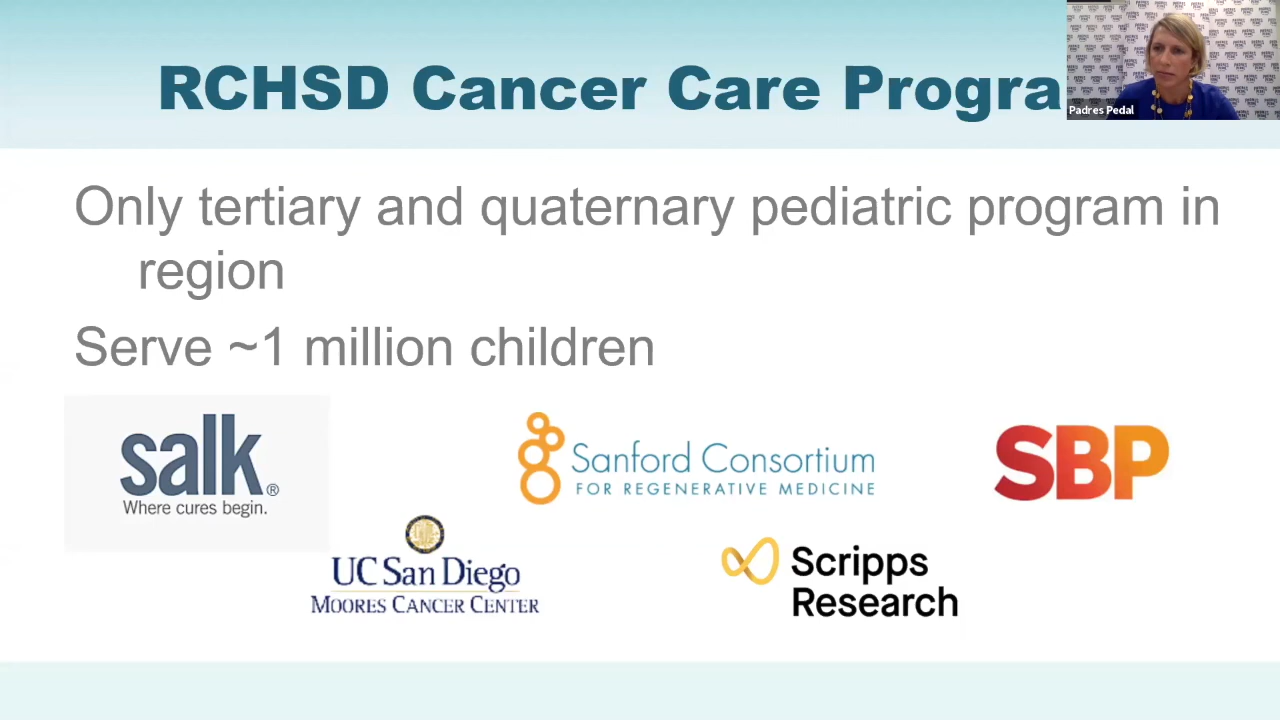 RCHSD Cancer Care Progra
Padres Pedal
Only tertiary and quaternary pediatric program in
region
Serve ~1 million children
salk®
Where cures begin.
Sanford Consortium
FOR REGENERATIVE MEDICINE
SBP
UC San Diego
MOORES CANCER CENTER
Scripps
Research